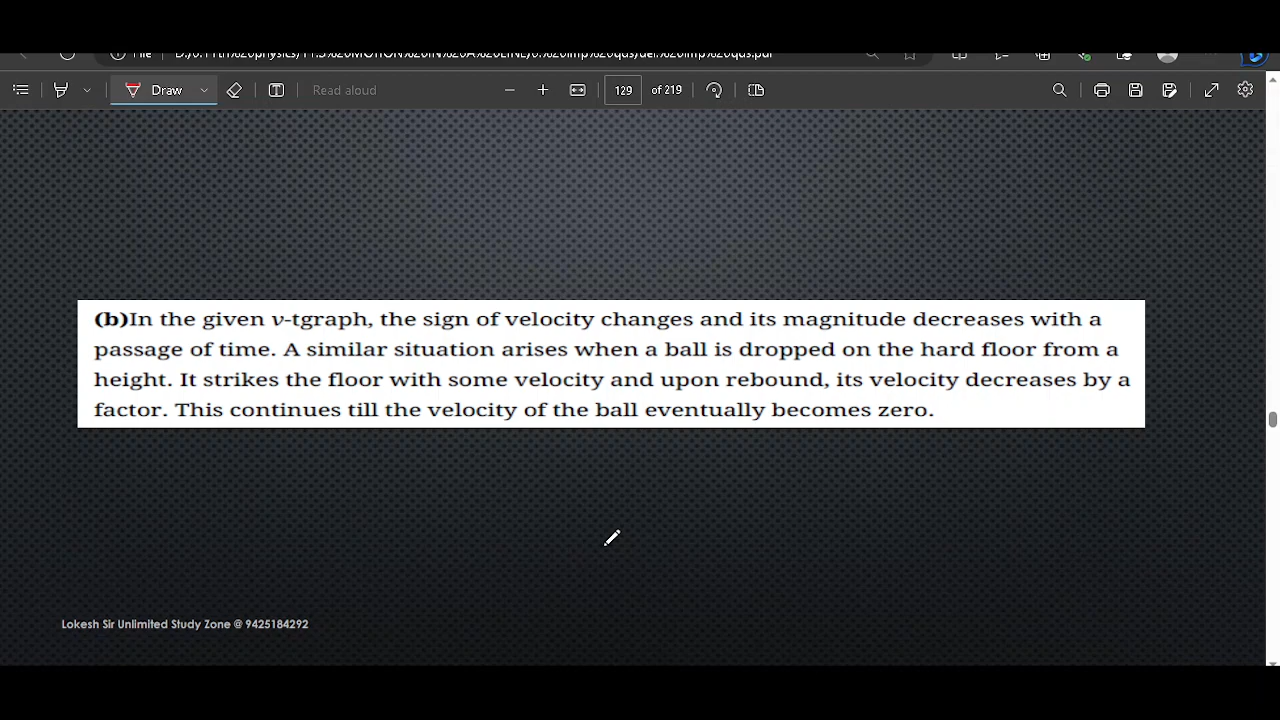 Draw
Read aloud
129
of 219
(b)In the given v-tgraph, the sign of velocity changes and its magnitude decreases with a
passage of time. A similar situation arises when a ball is dropped on the hard floor from a
height. It strikes the floor with some velocity and upon rebound, its velocity decreases by a
factor. This continues till the velocity of the ball eventually becomes zero.
Lokesh Sir Unlimited Study Zone @ 9425184292